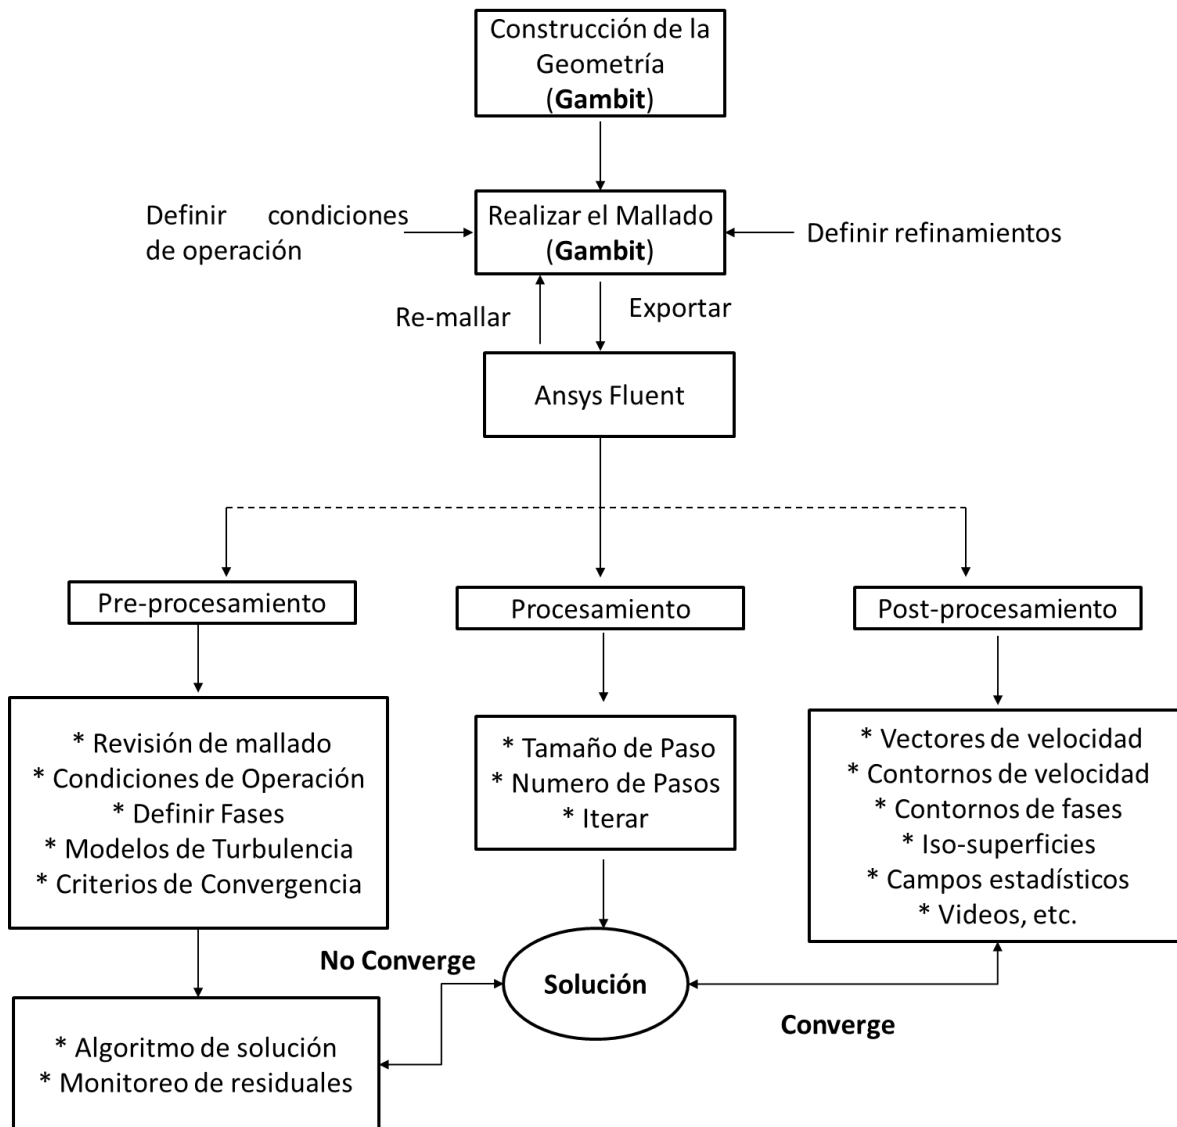 Construcción de la
Geometría
(Gambit)
Definir condiciones
de operación
Realizar el Mallado
(Gambit)
Definir refinamientos
Re-mallar
Exportar
Ansys Fluent
Pre-procesamiento
Procesamiento
Post-procesamiento
* Revisión de mallado
* Condiciones de Operación
* Definir Fases
* Modelos de Turbulencia
* Criterios de Convergencia
* Tamaño de Paso
* Numero de Pasos
* Iterar
* Vectores de velocidad
* Contornos de velocidad
* Contornos de fases
* Iso-superficies
* Campos estadísticos
* Videos, etc.
No Converge
Solución
Converge
* Algoritmo de solución
* Monitoreo de residuales